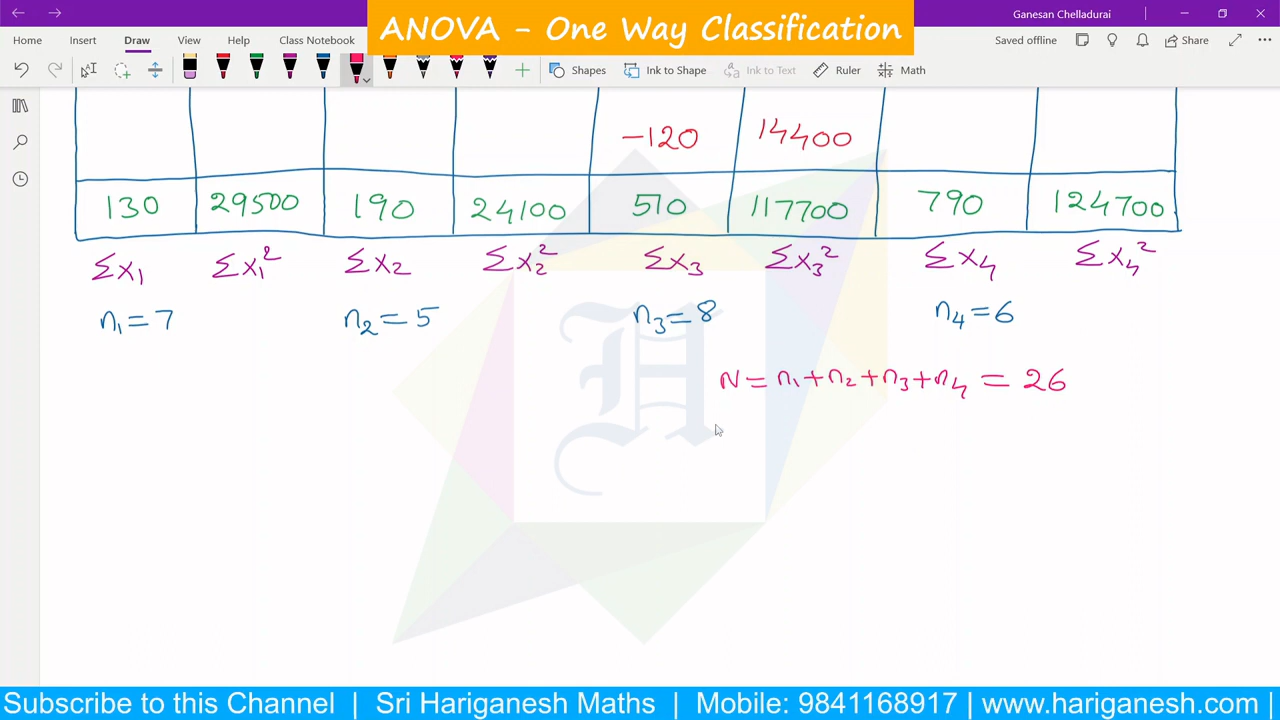 ANOVA - One Way Classification
Ganesan Chelladurai
Home Insert Draw View Help Class Notebook Saved offline Share
Shapes Ink to Shape Ink to Text Ruler Math
-120 14400
130 29500 190 24100 510 117700 790 124700
Σx₁ Σx₁² Σx₂ Σx₂² Σx₃ Σx₃² Σx₄ Σx₄²
n₁=7 n₂=5 n₃=8 n₄=6
N=n₁+n₂+n₃+n₄=26
H
Subscribe to this Channel | Sri Hariganesh Maths | Mobile: 9841168917 | www.hariganesh.com |